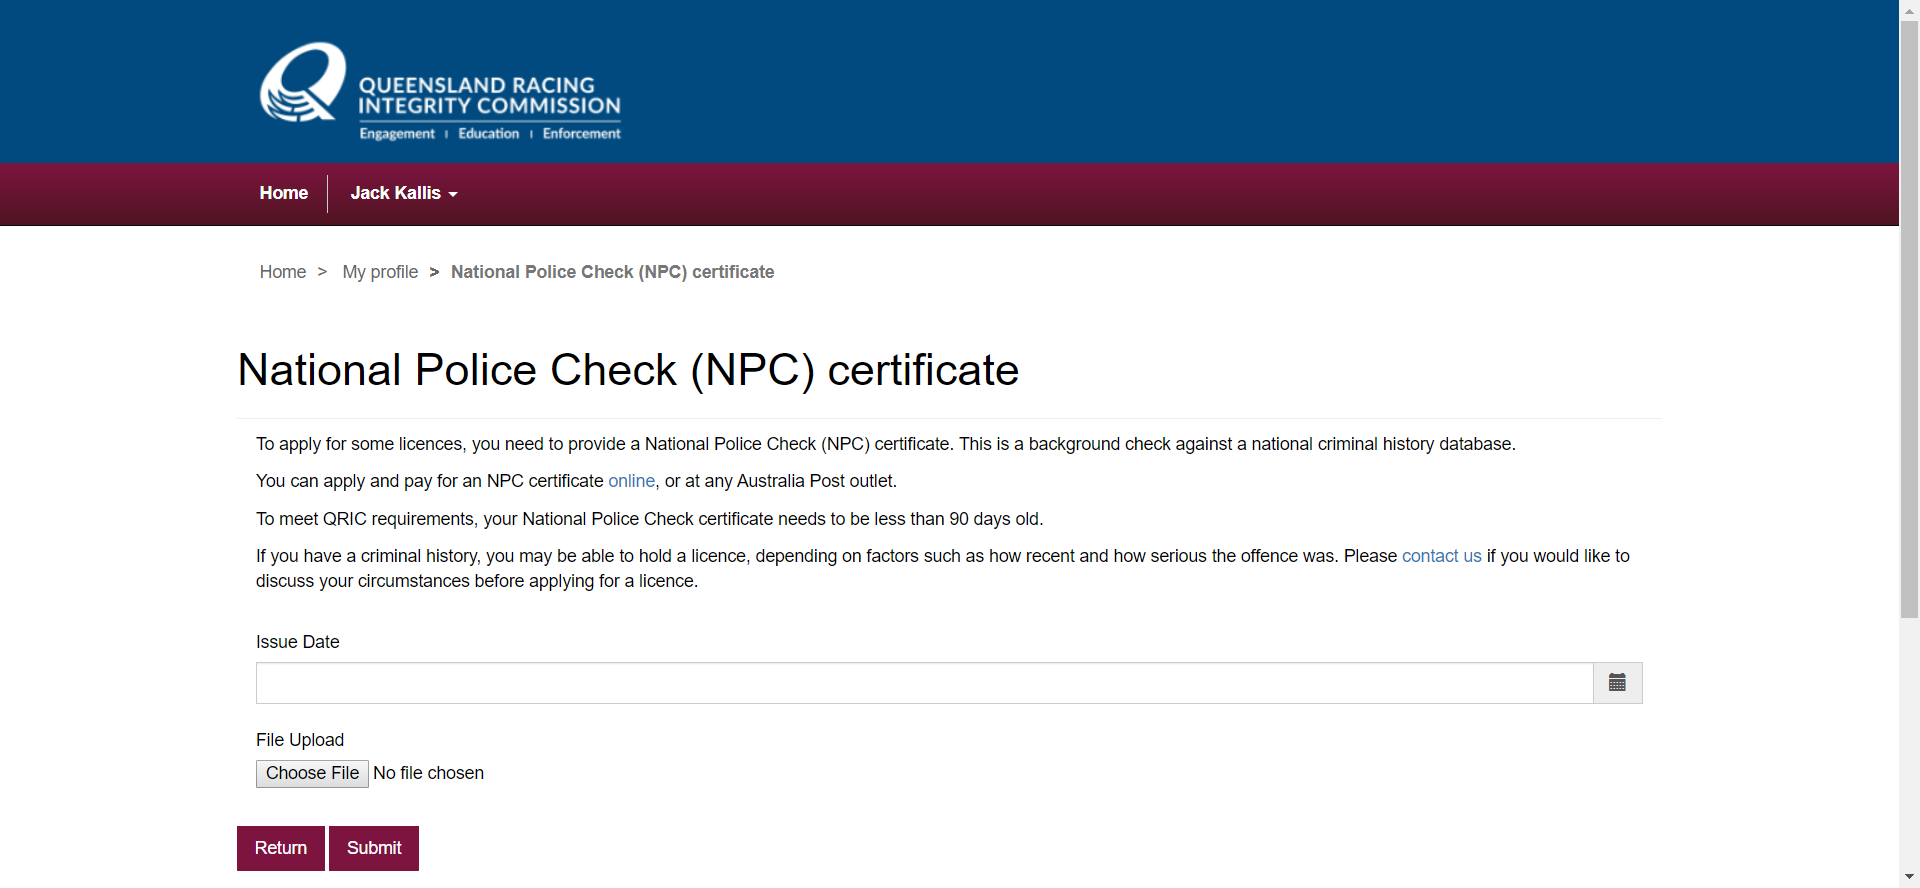 QUEENSLAND RACING
INTEGRITY COMMISSION
Engagement | Education | Enforcement
Home
Jack Kallis
Home > My profile > National Police Check (NPC) certificate
National Police Check (NPC) certificate
To apply for some licences, you need to provide a National Police Check (NPC) certificate. This is a background check against a national criminal history database.
You can apply and pay for an NPC certificate online, or at any Australia Post outlet.
To meet QRIC requirements, your National Police Check certificate needs to be less than 90 days old.
If you have a criminal history, you may be able to hold a licence, depending on factors such as how recent and how serious the offence was. Please contact us if you would like to
discuss your circumstances before applying for a licence.
Issue Date
File Upload
Choose File No file chosen
Return Submit